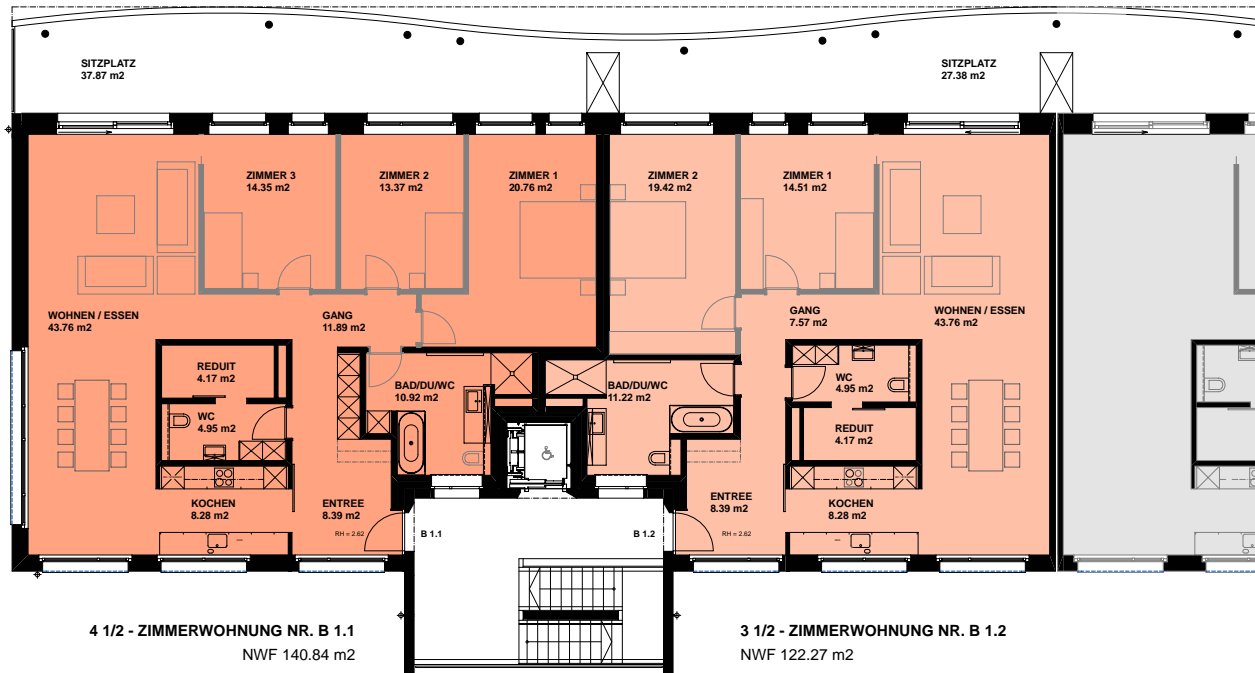 SITZPLATZ
37.87 m2
SITZPLATZ
27.38 m2
ZIMMER 3
14.35 m2
ZIMMER 2
13.37 m2
ZIMMER 1
20.76 m2
ZIMMER 2
19.42 m2
ZIMMER 1
14.51 m2
WOHNEN / ESSEN
43.76 m2
GANG
11.89 m2
GANG
7.57 m2
WOHNEN / ESSEN
43.76 m2
REDUIT
4.17 m2
BAD/DU/WC
10.92 m2
BAD/DU/WC
11.22 m2
WC
4.95 m2
WC
4.95 m2
REDUIT
4.17 m2
KOCHEN
8.28 m2
ENTREE
8.39 m2
RH = 2.62
B 1.1
B 1.2
ENTREE
8.39 m2
RH = 2.62
KOCHEN
8.28 m2
4 1/2 - ZIMMERWOHNUNG NR. B 1.1
NWF 140.84 m2
3 1/2 - ZIMMERWOHNUNG NR. B 1.2
NWF 122.27 m2